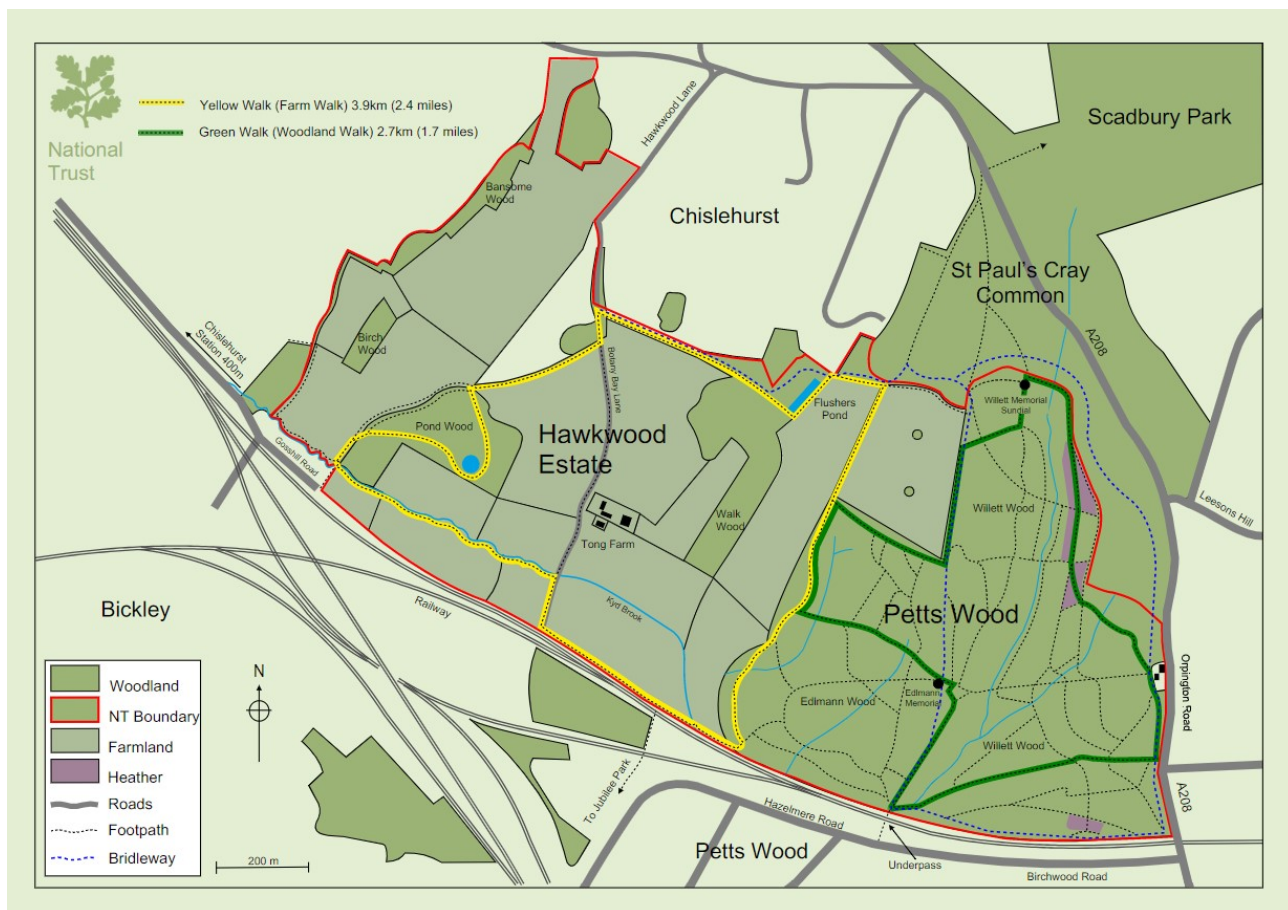 National
Trust
Yellow Walk (Farm Walk) 3.9km (2.4 miles)
Green Walk (Woodland Walk) 2.7km (1.7 miles)
Hawkwood Lane
Scadbury Park
Bansome
Wood
Chislehurst
St Paul's Cray
Common
A208
Chislehurst
Station 400m
Birch
Wood
Botany Bay Lane
Flushers
Pond
Willett Memorial
Sundial
Pond Wood
Hawkwood
Estate
Gosshill Road
Walk
Wood
Willett Wood
Leesons Hill
Tong Farm
Bickley
Railway
Kyd Brook
Petts Wood
Orpington Road
Edlmann Wood
Edlmann
Memorial
Willett Wood
N
Woodland
NT Boundary
Farmland
Heather
Roads
Footpath
Bridleway
200 m
To Jubilee Park
Hazelmere Road
A208
Petts Wood
Underpass
Birchwood Road